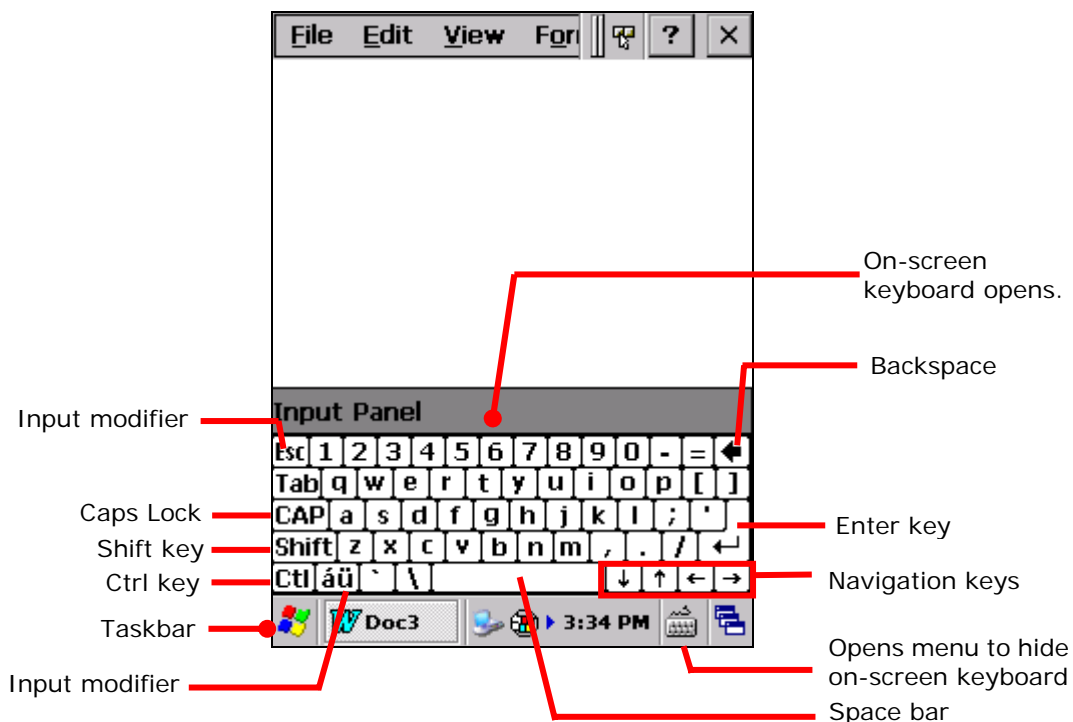 File Edit View For ? ×
On-screen
keyboard opens.
Backspace
Input modifier
Input Panel
Esc 1 2 3 4 5 6 7 8 9 0 - =
Tab q w e r t y u i o p [ ]
Caps Lock
CAP a s d f g h j k l ; '
Enter key
Shift key
Shift z x c v b n m , . /
Ctrl key
Ctl áü ` \ ↓ ↑ ← →
Navigation keys
Taskbar
Doc3 3:34 PM
Opens menu to hide
on-screen keyboard
Input modifier
Space bar